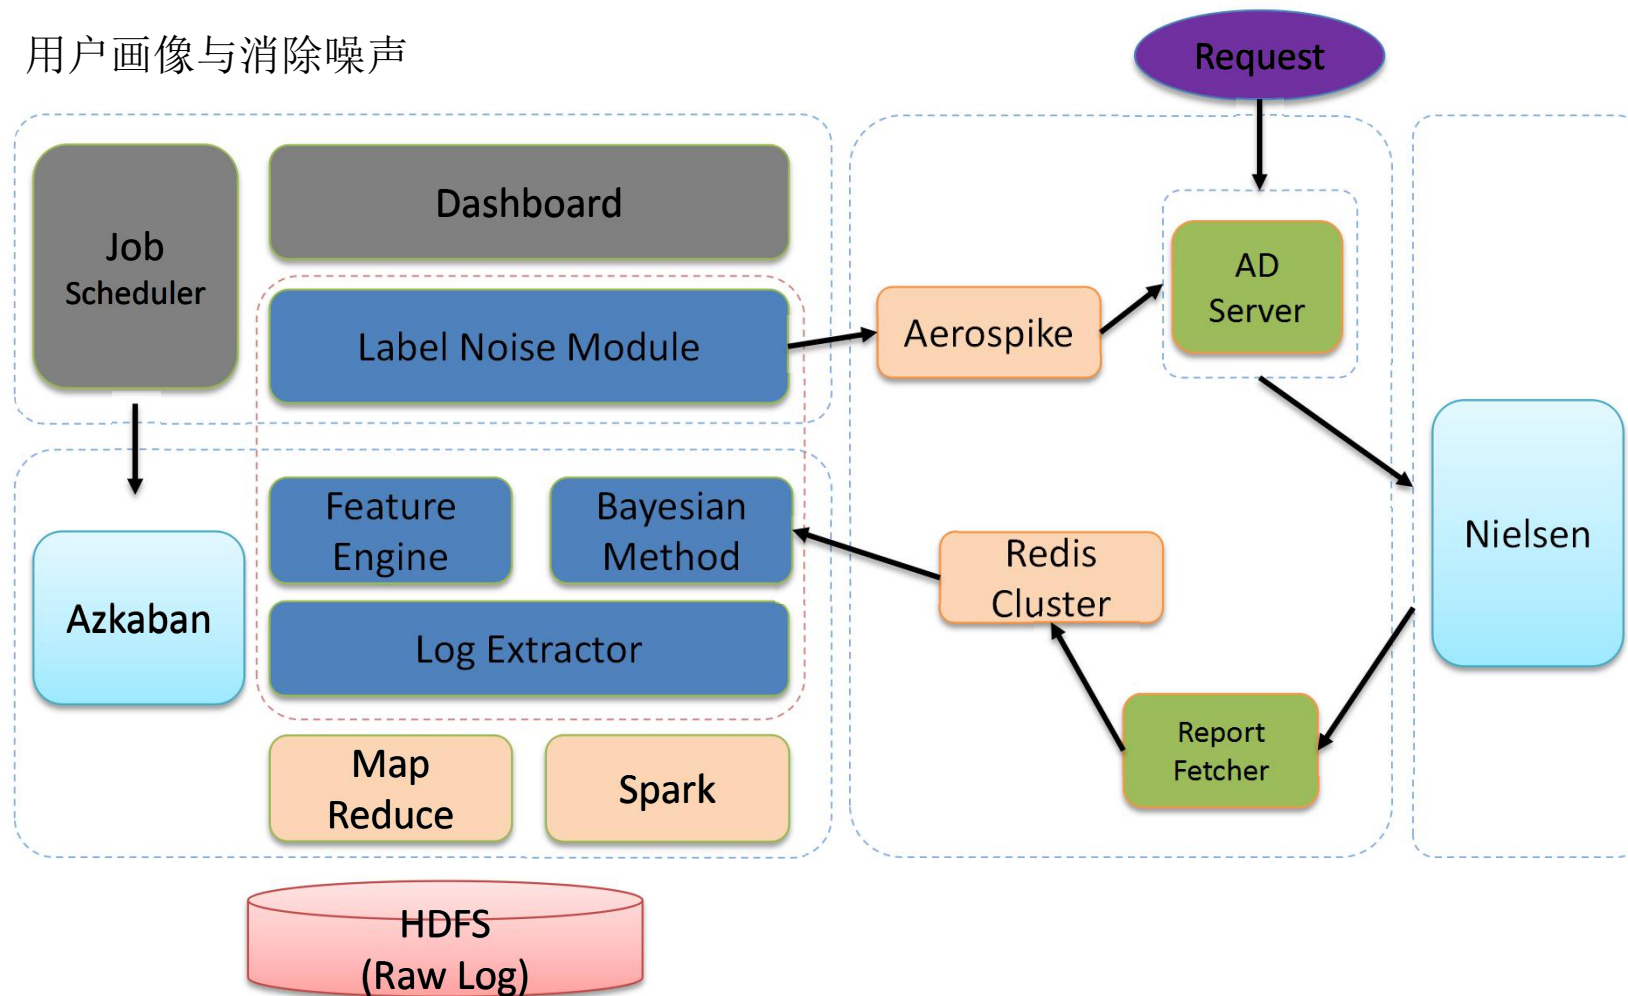 用户画像与消除噪声
Request
Job
Scheduler
Dashboard
Label Noise Module
Aerospike
AD
Server
Feature
Engine
Bayesian
Method
Redis
Cluster
Nielsen
Azkaban
Log Extractor
Report
Fetcher
Map
Reduce
Spark
HDFS
(Raw Log)